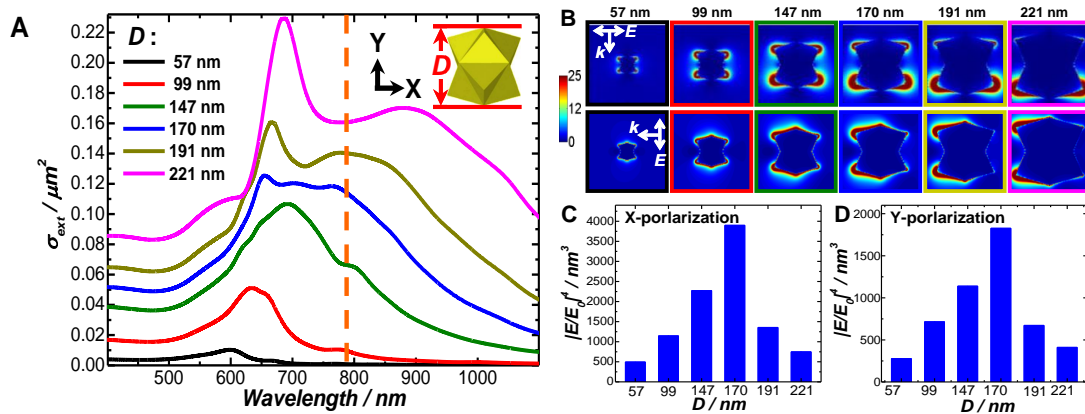 A
D :
57 nm
99 nm
147 nm
170 nm
191 nm
221 nm
Y
X
D
0.22
0.20
0.18
0.16
0.14
0.12
0.10
0.08
0.06
0.04
0.02
0.00
σext / μm²
500 600 700 800 900 1000
Wavelength / nm
B
57 nm 99 nm 147 nm 170 nm 191 nm 221 nm
E
k
25
12
0
k
E
C
X-porlarization
4000
3500
3000
2500
2000
1500
1000
500
0
|E/E0|⁴ / nm³
57 99 147 170 191 221
D / nm
D
Y-porlarization
2000
1500
1000
500
0
|E/E0|⁴ / nm³
57 99 147 170 191 221
D / nm